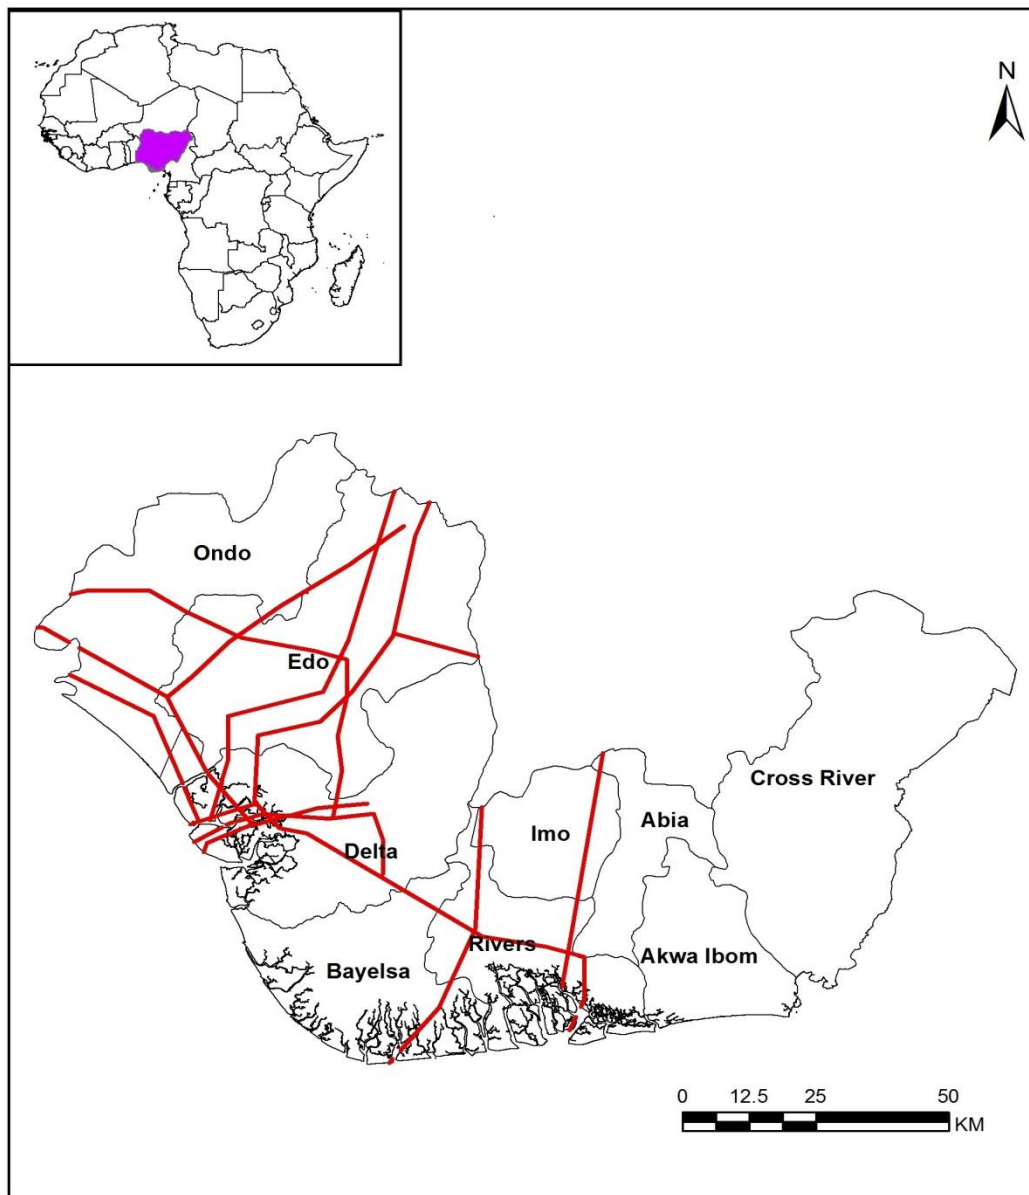 N
Ondo
Edo
Cross River
Imo
Abia
Delta
Rivers
Akwa Ibom
Bayelsa
0 12.5 25 50
KM